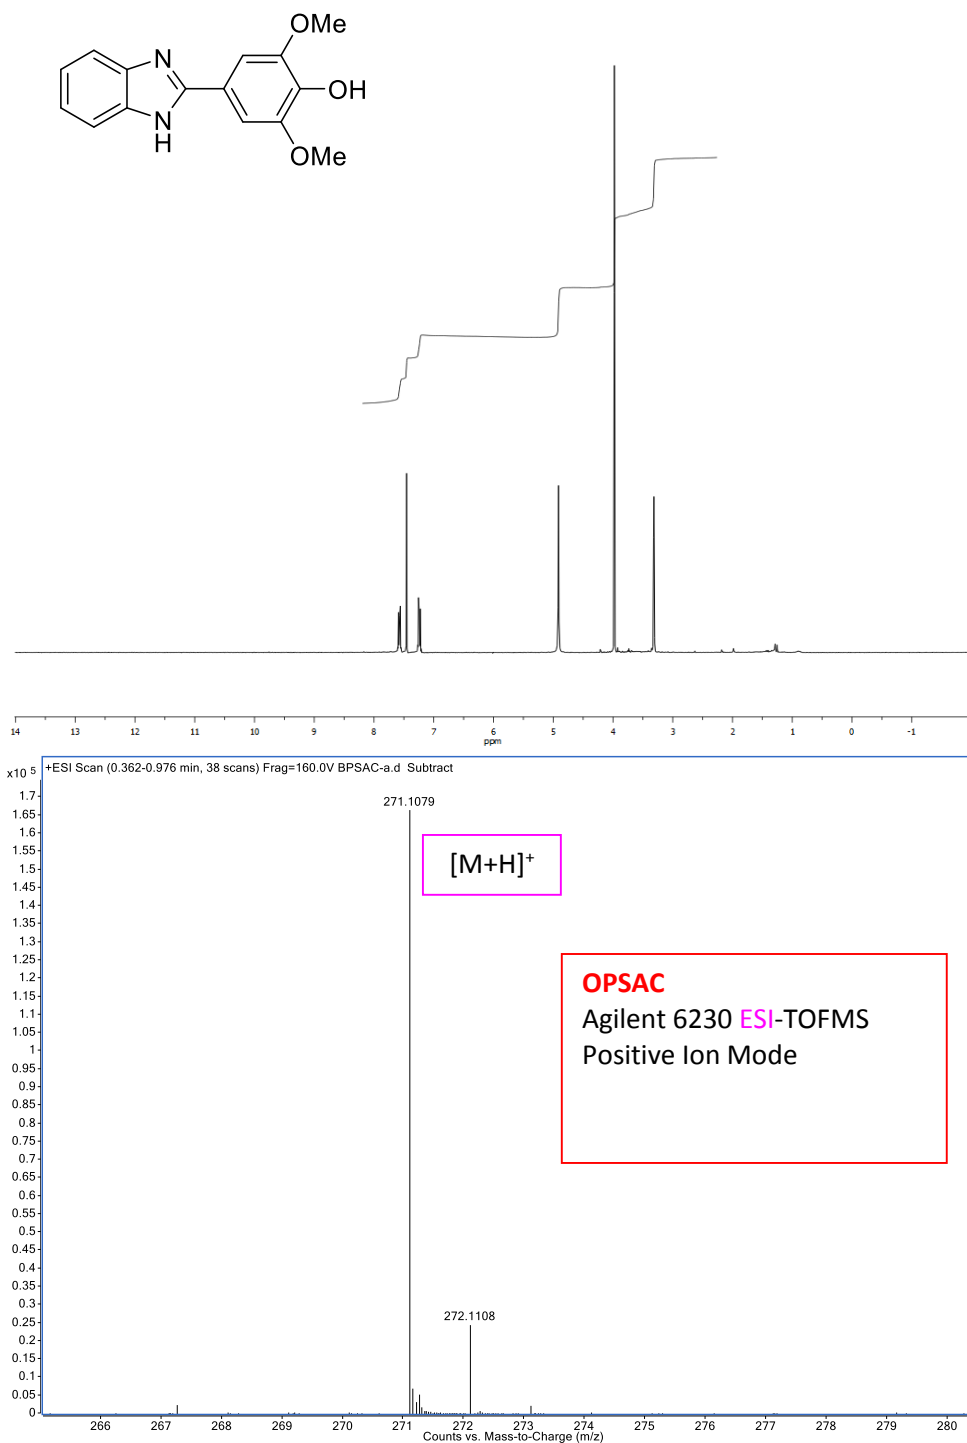 OMe
N
OH
N
H
OMe
14 13 12 11 10 9 8 7 6 5 4 3 2 1 0 -1
ppm
x10 5
+ESI Scan (0.362-0.976 min, 38 scans) Frag=160.0V BPSAC-a.d Subtract
1.7
1.65
1.6
1.55
1.5
1.45
1.4
1.35
1.3
1.25
1.2
1.15
1.1
1.05
1
0.95
0.9
0.85
0.8
0.75
0.7
0.65
0.6
0.55
0.5
0.45
0.4
0.35
0.3
0.25
0.2
0.15
0.1
0.05
0
271.1079
[M+H]+
OPSAC
Agilent 6230 ESI-TOFMS
Positive Ion Mode
272.1108
266 267 268 269 270 271 272 273 274 275 276 277 278 279 280
Counts vs. Mass-to-Charge (m/z)